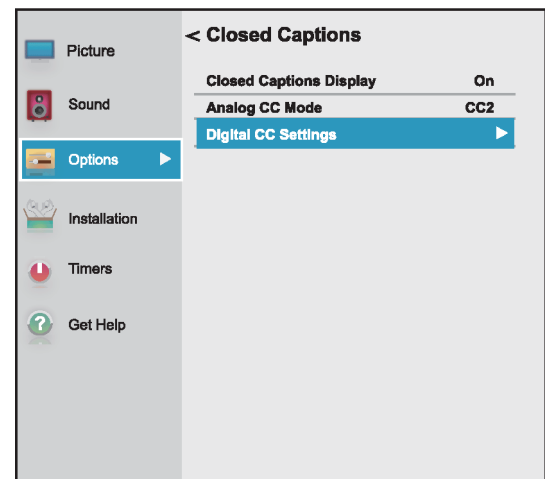 Picture
Sound
Options
Installation
Timers
Get Help
< Closed Captions
Closed Captions Display On
Analog CC Mode CC2
Digital CC Settings